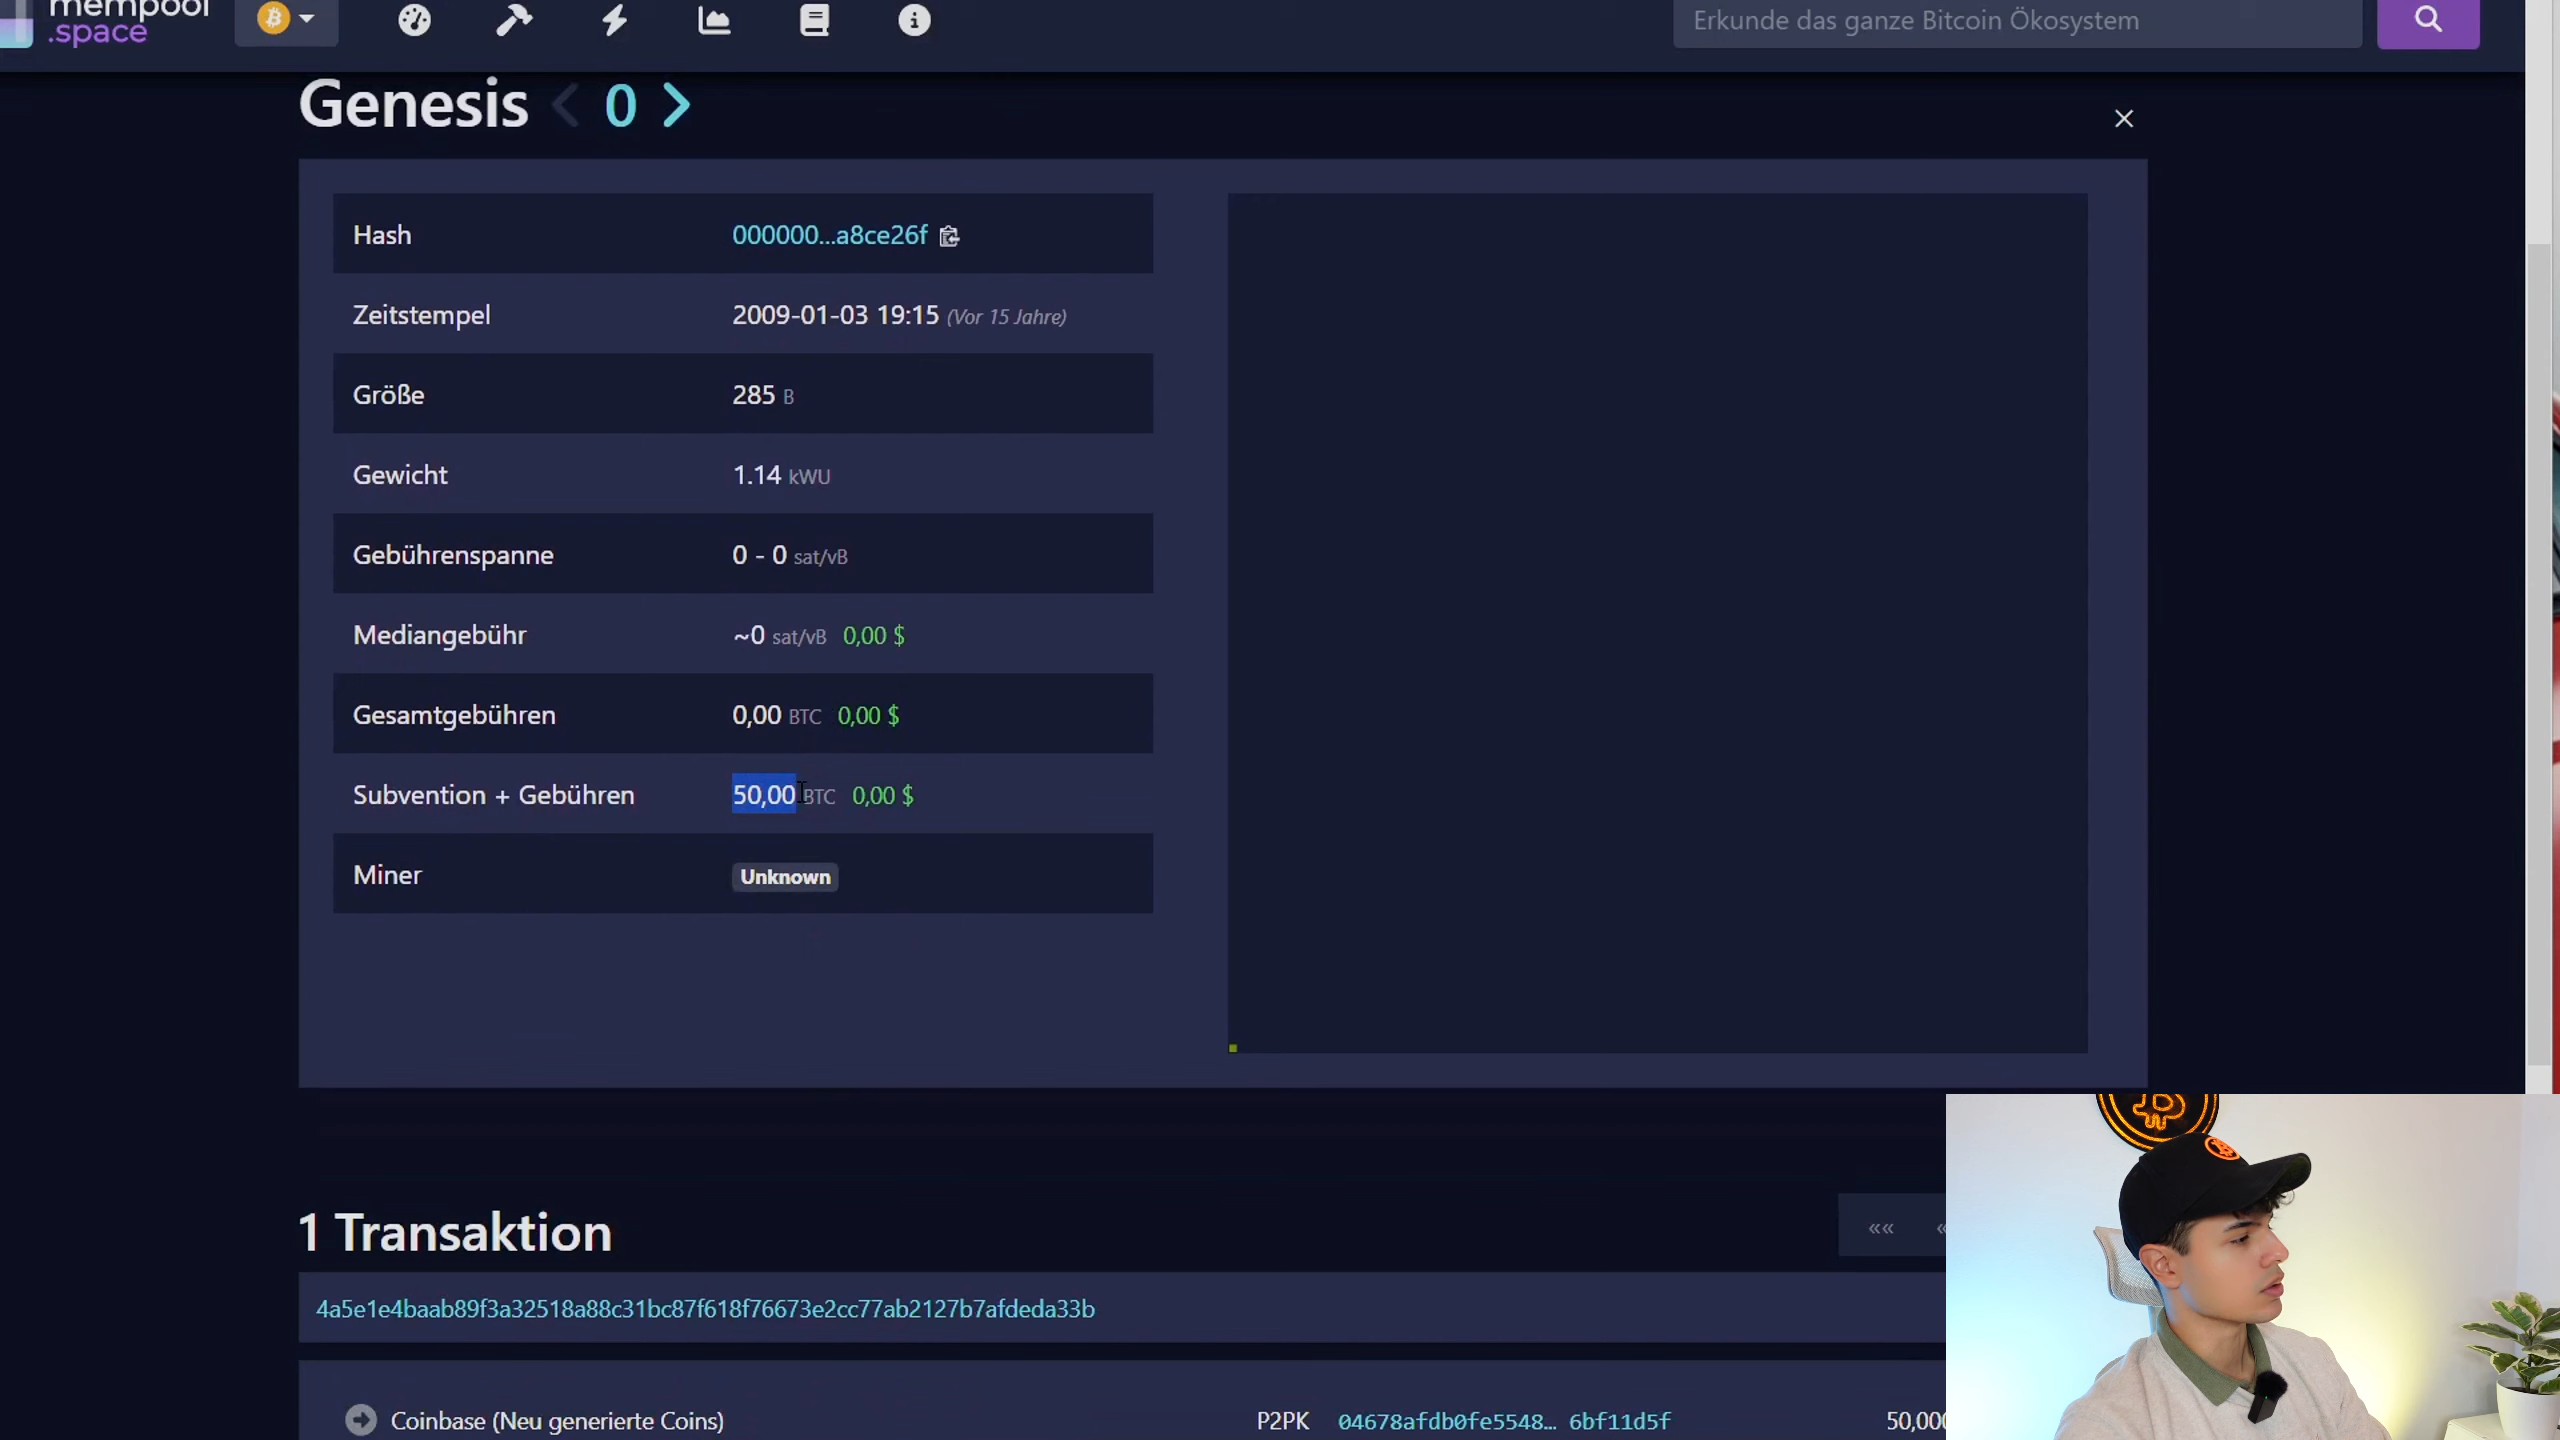 mempool
.space
Erkunde das ganze Bitcoin Ökosystem
Genesis 0
Hash 000000...a8ce26f
Zeitstempel 2009-01-03 19:15 (Vor 15 Jahre)
Größe 285 B
Gewicht 1.14 kWU
Gebührenspanne 0 - 0 sat/vB
Mediangebühr ~0 sat/vB 0,00 $
Gesamtgebühren 0,00 BTC 0,00 $
Subvention + Gebühren 50,00 BTC 0,00 $
Miner Unknown
1 Transaktion ««  «
4a5e1e4baab89f3a32518a88c31bc87f618f76673e2cc77ab2127b7afdeda33b
Coinbase (Neu generierte Coins) P2PK 04678afdb0fe5548... 6bf11d5f 50,000